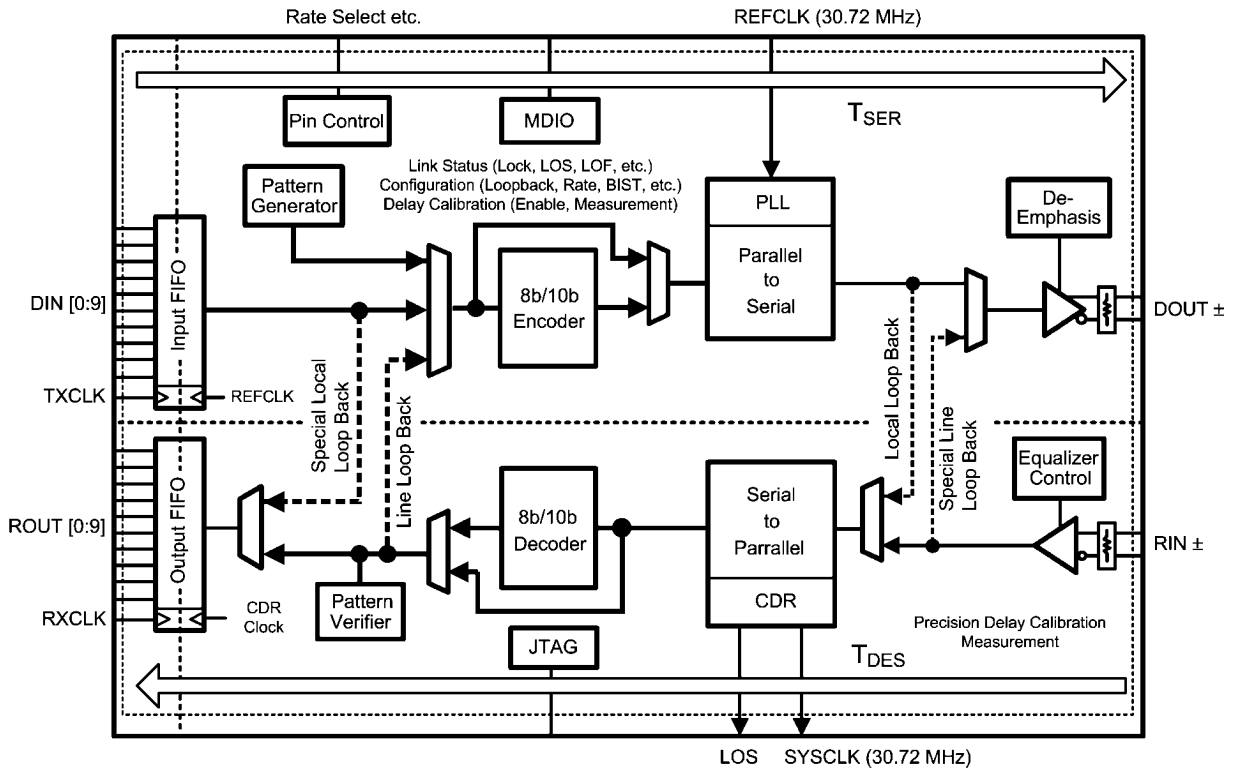 Rate Select etc.
REFCLK (30.72 MHz)
Pin Control
MDIO
TSER
Link Status (Lock, LOS, LOF, etc.)
Configuration (Loopback, Rate, BIST, etc.)
Delay Calibration (Enable, Measurement)
Pattern
Generator
PLL
Parallel
to
Serial
De-
Emphasis
Input FIFO
8b/10b
Encoder
DIN [0:9]
DOUT ±
TXCLK
REFCLK
Special Local
Loop Back
Line Loop Back
Local Loop Back
Special Line
Loop Back
Output FIFO
ROUT [0:9]
8b/10b
Decoder
Serial
to
Parrallel
CDR
Equalizer
Control
RIN ±
RXCLK
CDR
Clock
Pattern
Verifier
JTAG
Precision Delay Calibration
Measurement
TDES
LOS
SYSCLK (30.72 MHz)